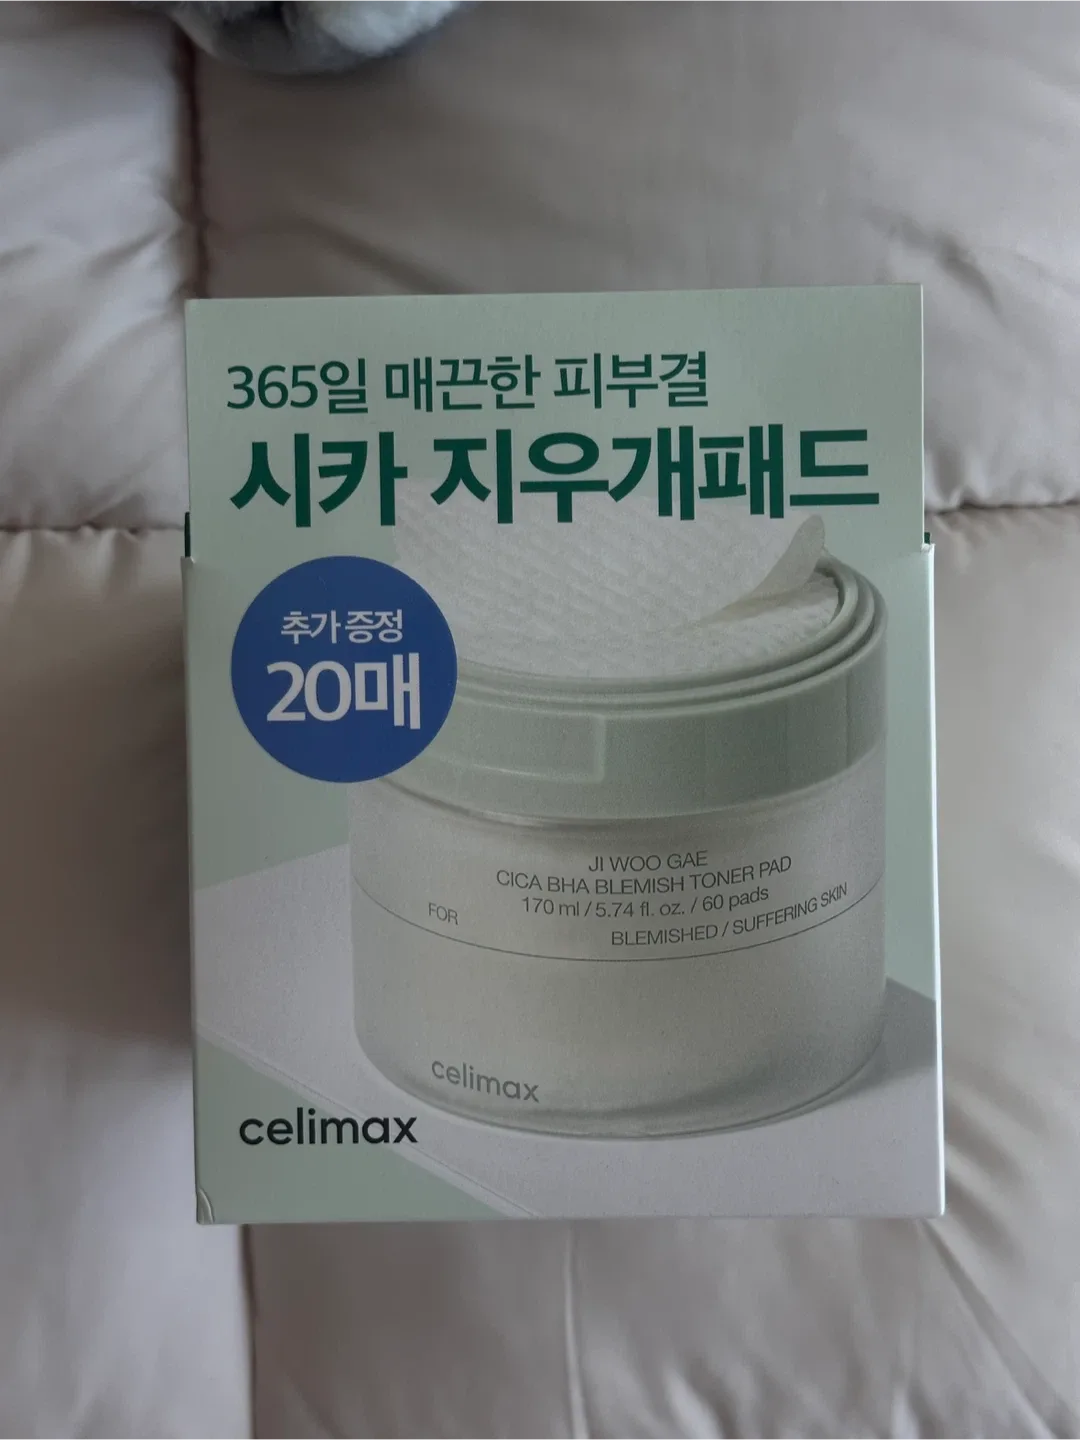 365일 매끈한 피부결
시카 지우개패드
추가 증정
20매
JI WOO GAE
CICA BHA BLEMISH TONER PAD
170 ml / 5.74 fl. oz. / 60 pads
FOR
BLEMISHED / SUFFERING SKIN
celimax
celimax